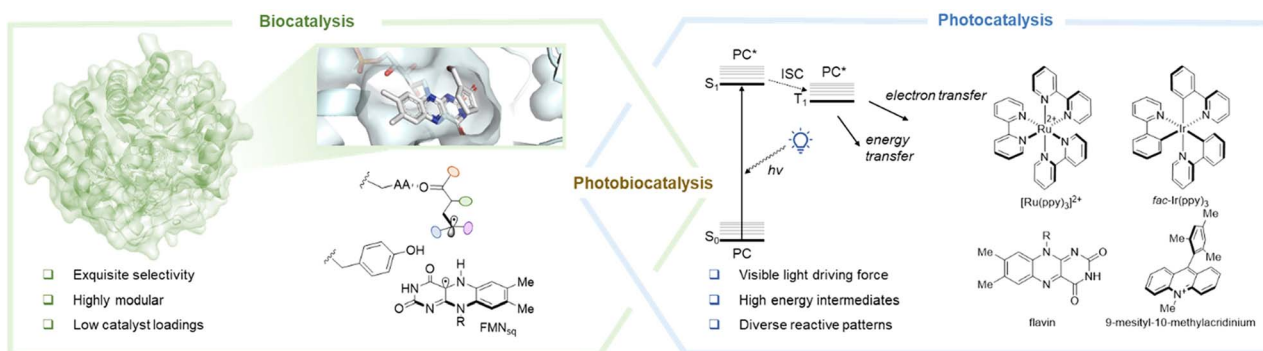 Biocatalysis
AA
O
OH
H
N
HN
O
O
N
N
R
Me
Me
FMNsq
Exquisite selectivity
Highly modular
Low catalyst loadings
Photobiocatalysis
Photocatalysis
PC*
S1
ISC
PC*
T1
electron transfer
energy transfer
hv
S0
PC
Visible light driving force
High energy intermediates
Diverse reactive patterns
N
N
N
2+
Ru
N
N
N
[Ru(ppy)3]2+
N
Ir
N
N
fac-Ir(ppy)3
R
Me
N
N
O
NH
Me
N
O
flavin
Me
Me
Me
N+
Me
9-mesityl-10-methylacridinium